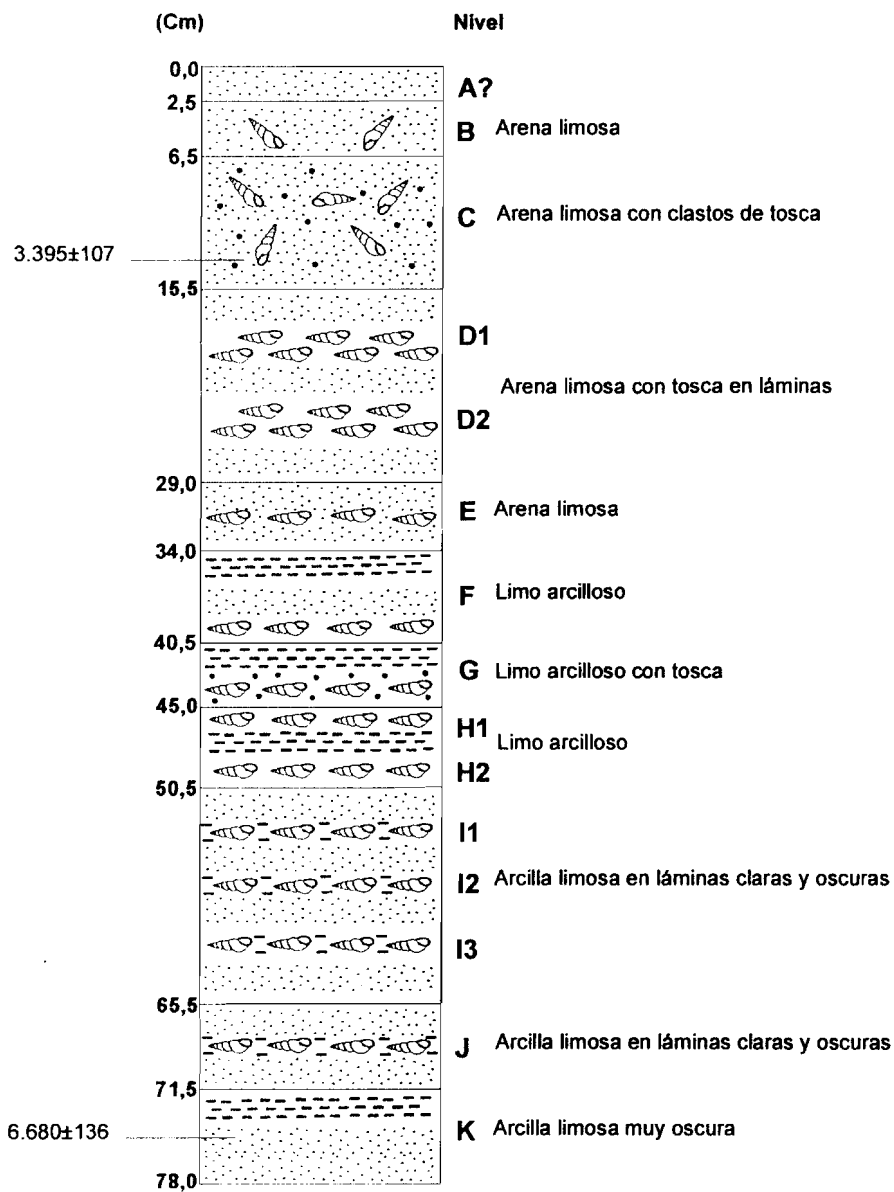 (Cm) Nivel
0,0
A?
2,5
B Arena limosa
6,5
C Arena limosa con clastos de tosca
3.395±107
15,5
D1
Arena limosa con tosca en láminas
D2
29,0
E Arena limosa
34,0
F Limo arcilloso
40,5
G Limo arcilloso con tosca
45,0
H1
Limo arcilloso
H2
50,5
I1
I2 Arcilla limosa en láminas claras y oscuras
I3
65,5
J Arcilla limosa en láminas claras y oscuras
71,5
K Arcilla limosa muy oscura
6.680±136
78,0